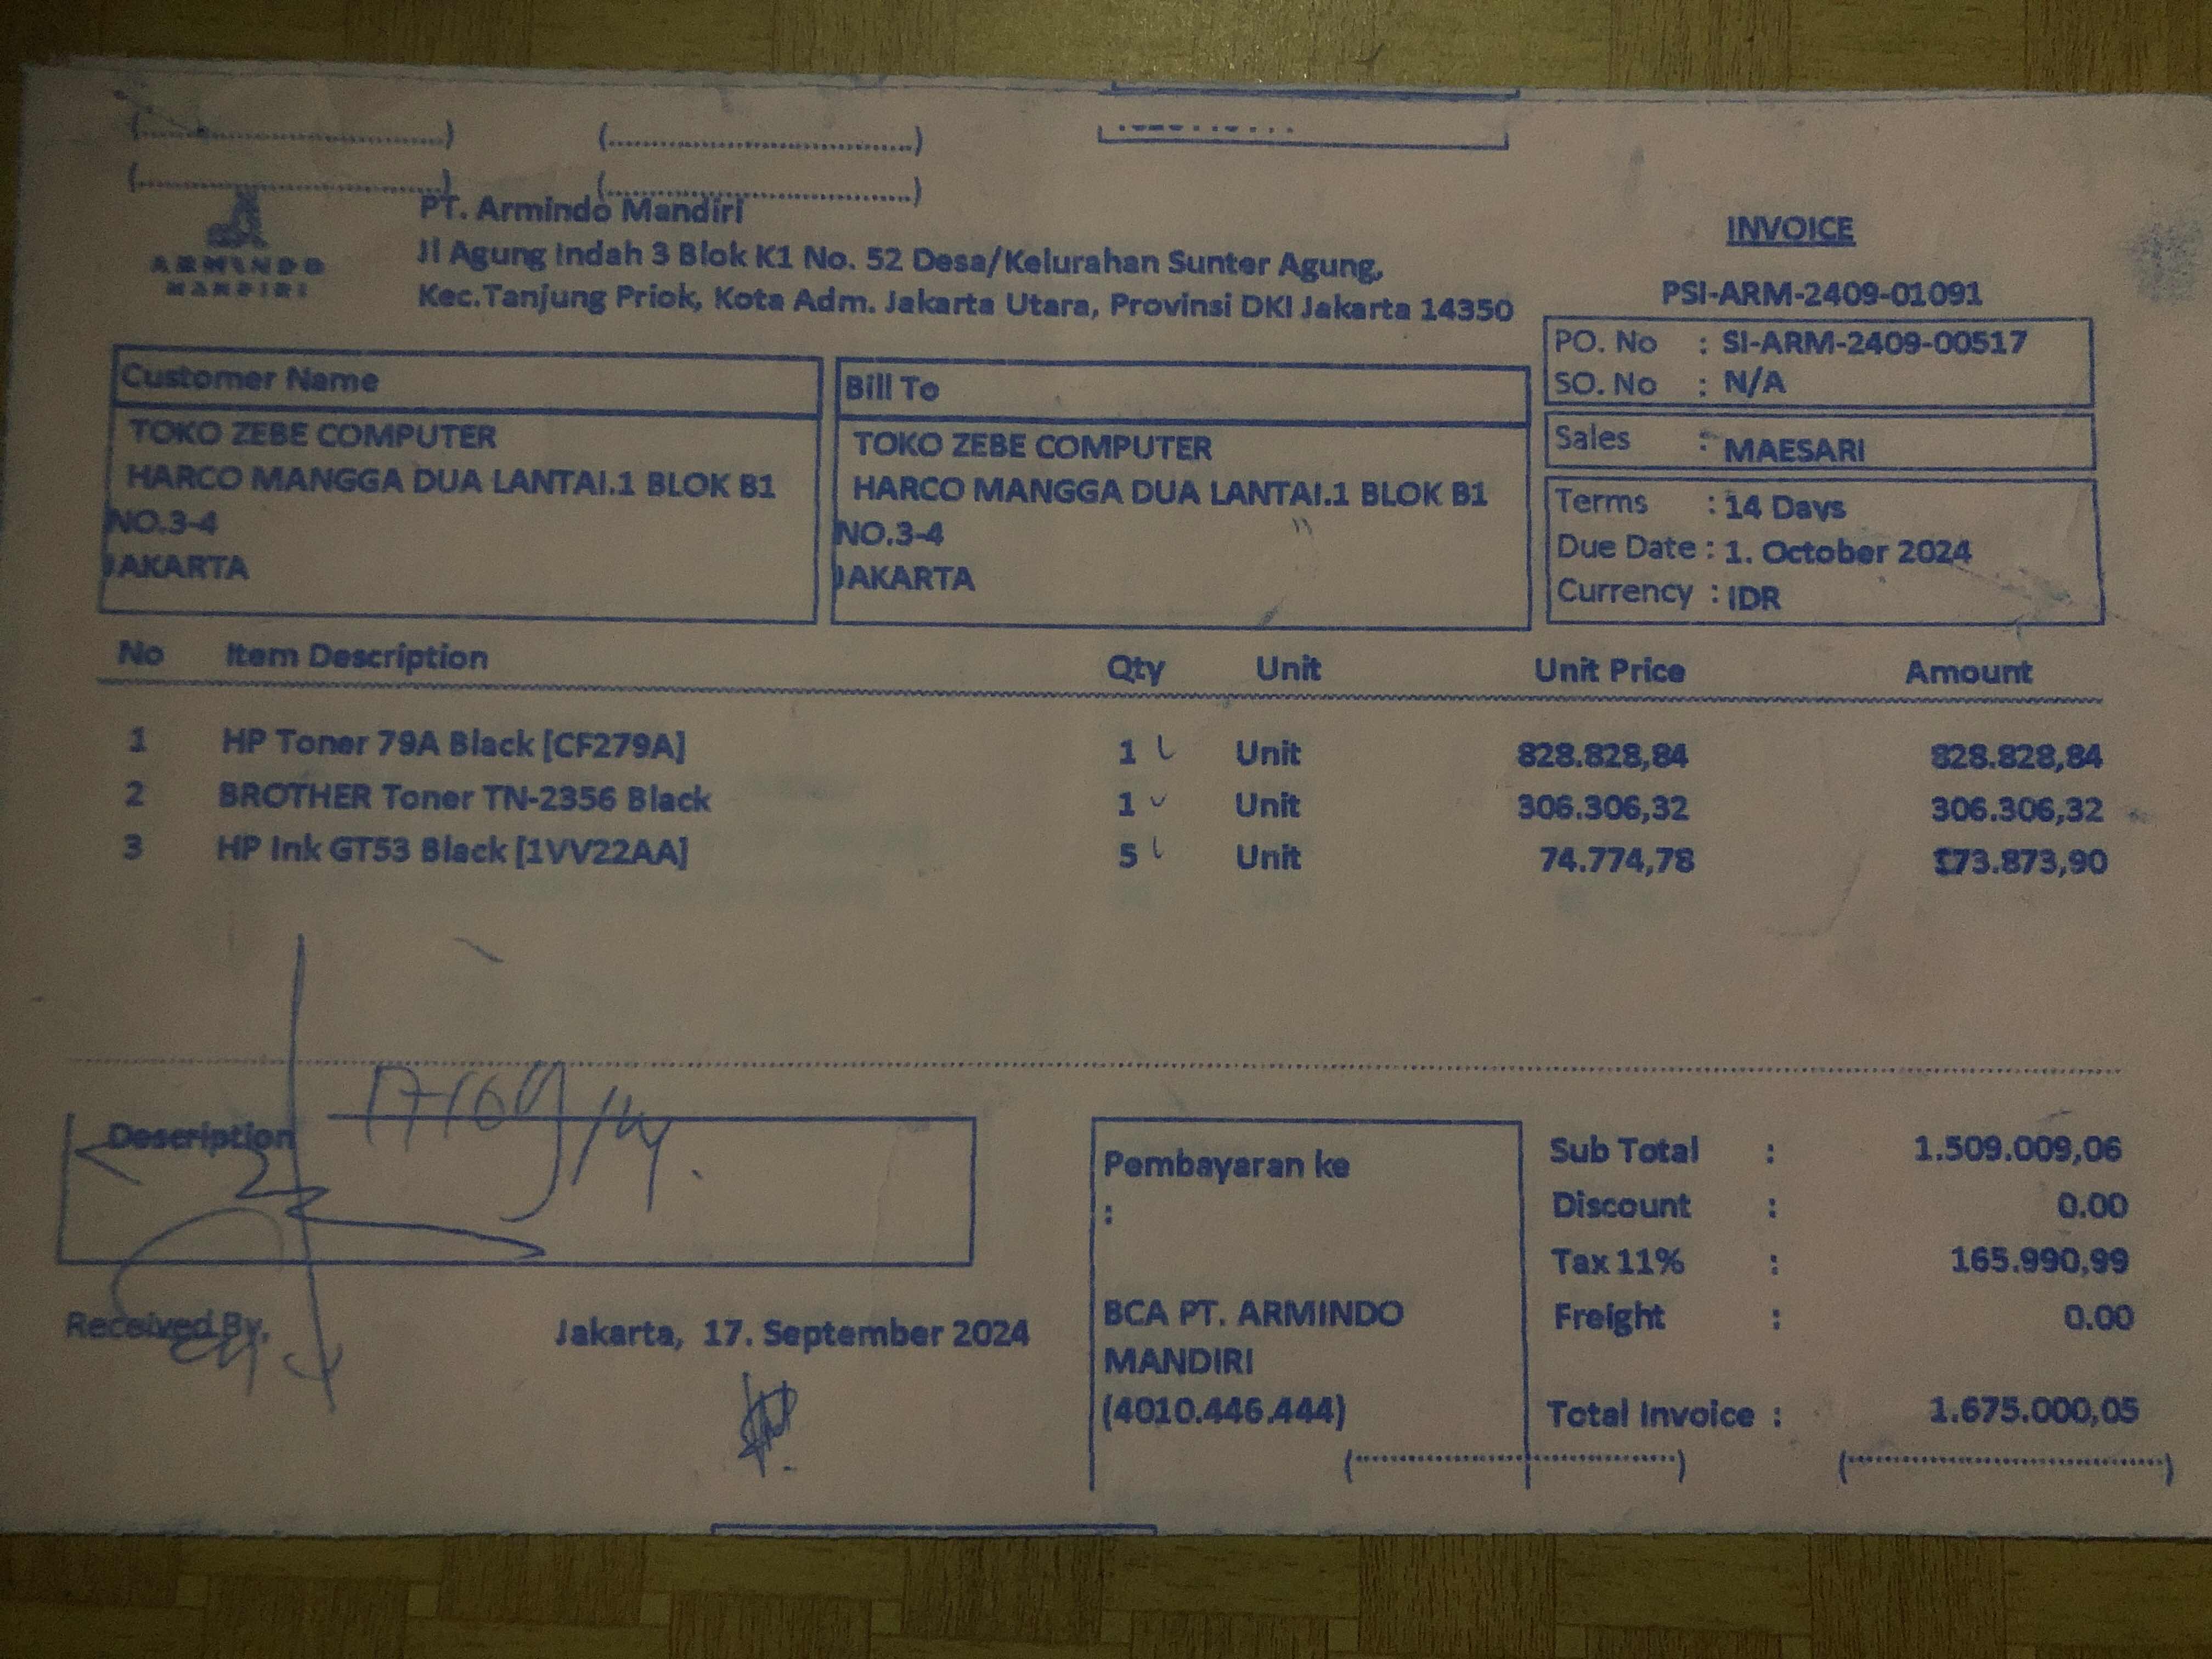 (....................................) (....................................)
(....................................) (....................................)
ARMINDO
MANDIRI
PT. Armindo Mandiri
Jl Agung Indah 3 Blok K1 No. 52 Desa/Kelurahan Sunter Agung,
Kec.Tanjung Priok, Kota Adm. Jakarta Utara, Provinsi DKI Jakarta 14350
INVOICE
PSI-ARM-2409-01091
PO. No : SI-ARM-2409-00517
SO. No : N/A
Sales : MAESARI
Terms : 14 Days
Due Date : 1. October 2024
Currency : IDR
Customer Name
TOKO ZEBE COMPUTER
HARCO MANGGA DUA LANTAI.1 BLOK B1
NO.3-4
JAKARTA
Bill To
TOKO ZEBE COMPUTER
HARCO MANGGA DUA LANTAI.1 BLOK B1
NO.3-4
JAKARTA
No Item Description Qty Unit Unit Price Amount
1 HP Toner 79A Black [CF279A] 1 Unit 828.828,84 828.828,84
2 BROTHER Toner TN-2356 Black 1 Unit 306.306,32 306.306,32
3 HP Ink GT53 Black [1VV22AA] 5 Unit 74.774,78 373.873,90
Description
Received By,
Jakarta, 17. September 2024
Pembayaran ke
:
BCA PT. ARMINDO
MANDIRI
(4010.446.444)
Sub Total : 1.509.009,06
Discount : 0.00
Tax 11% : 165.990,99
Freight : 0.00
Total Invoice : 1.675.000,05
(....................................) (....................................)